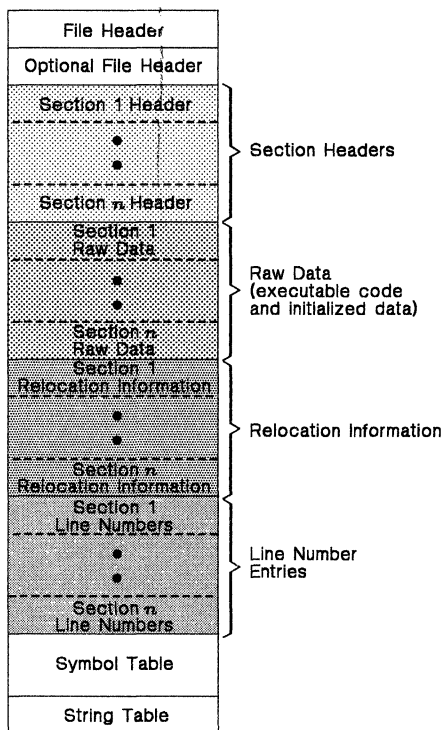 File Header
Optional File Header
Section 1 Header
Section n Header
Section Headers
Section 1
Raw Data
Section n
Raw Data
Raw Data
(executable code
and initialized data)
Section 1
Relocation Information
Section n
Relocation Information
Relocation Information
Section 1
Line Numbers
Section n
Line Numbers
Line Number
Entries
Symbol Table
String Table